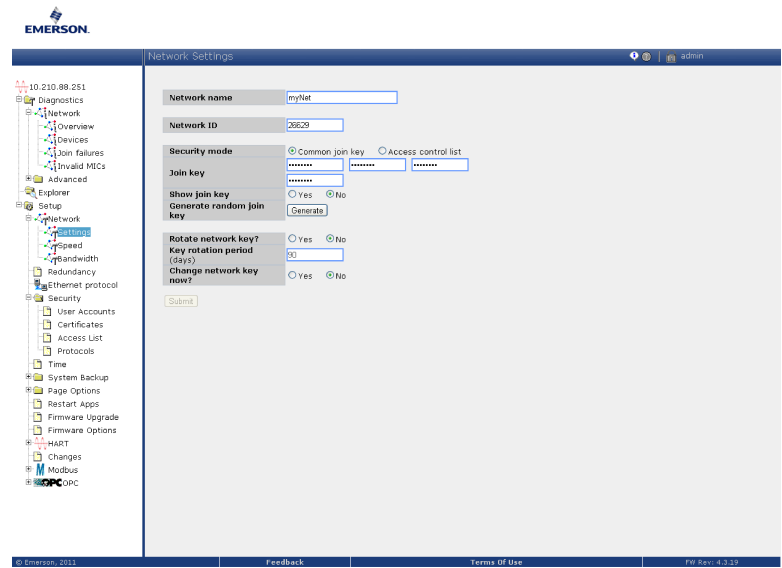 EMERSON.
Network Settings
admin
10.210.88.251
Diagnostics
Network
Overview
Devices
Join failures
Invalid MICs
Advanced
Explorer
Setup
Network
Settings
Speed
Bandwidth
Redundancy
Ethernet protocol
Security
User Accounts
Certificates
Access List
Protocols
Time
System Backup
Page Options
Restart Apps
Firmware Upgrade
Firmware Options
HART
Changes
Modbus
OPC OPC
Network name myNet
Network ID 26629
Security mode Common join key Access control list
Join key •••••••• •••••••• ••••••••
••••••••
Show join key Yes No
Generate random join
key Generate
Rotate network key? Yes No
Key rotation period
(days) 90
Change network key
now? Yes No
Submit
© Emerson, 2011 Feedback Terms Of Use FW Rev: 4.3.19